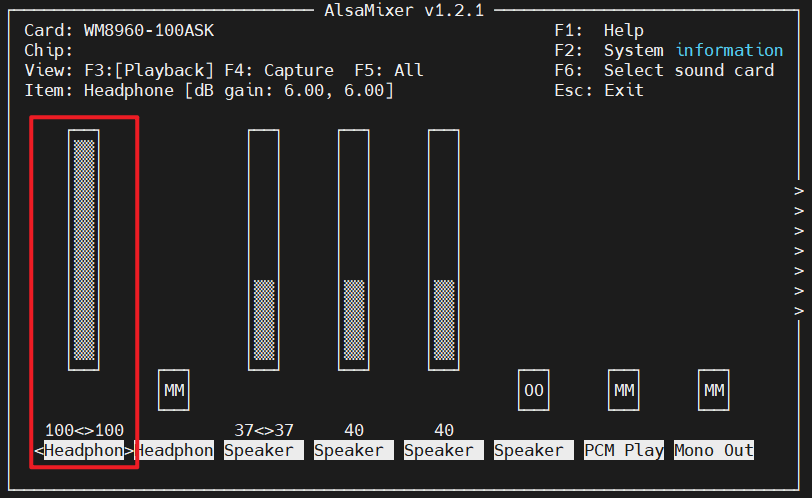 AlsaMixer v1.2.1
Card: WM8960-100ASK F1: Help
Chip: F2: System information
View: F3:[Playback] F4: Capture F5: All F6: Select sound card
Item: Headphone [dB gain: 6.00, 6.00] Esc: Exit
>
>
>
>
>
>
>
MM OO MM MM
100<>100 37<>37 40 40
<Headphon>Headphon Speaker Speaker Speaker Speaker PCM Play Mono Out